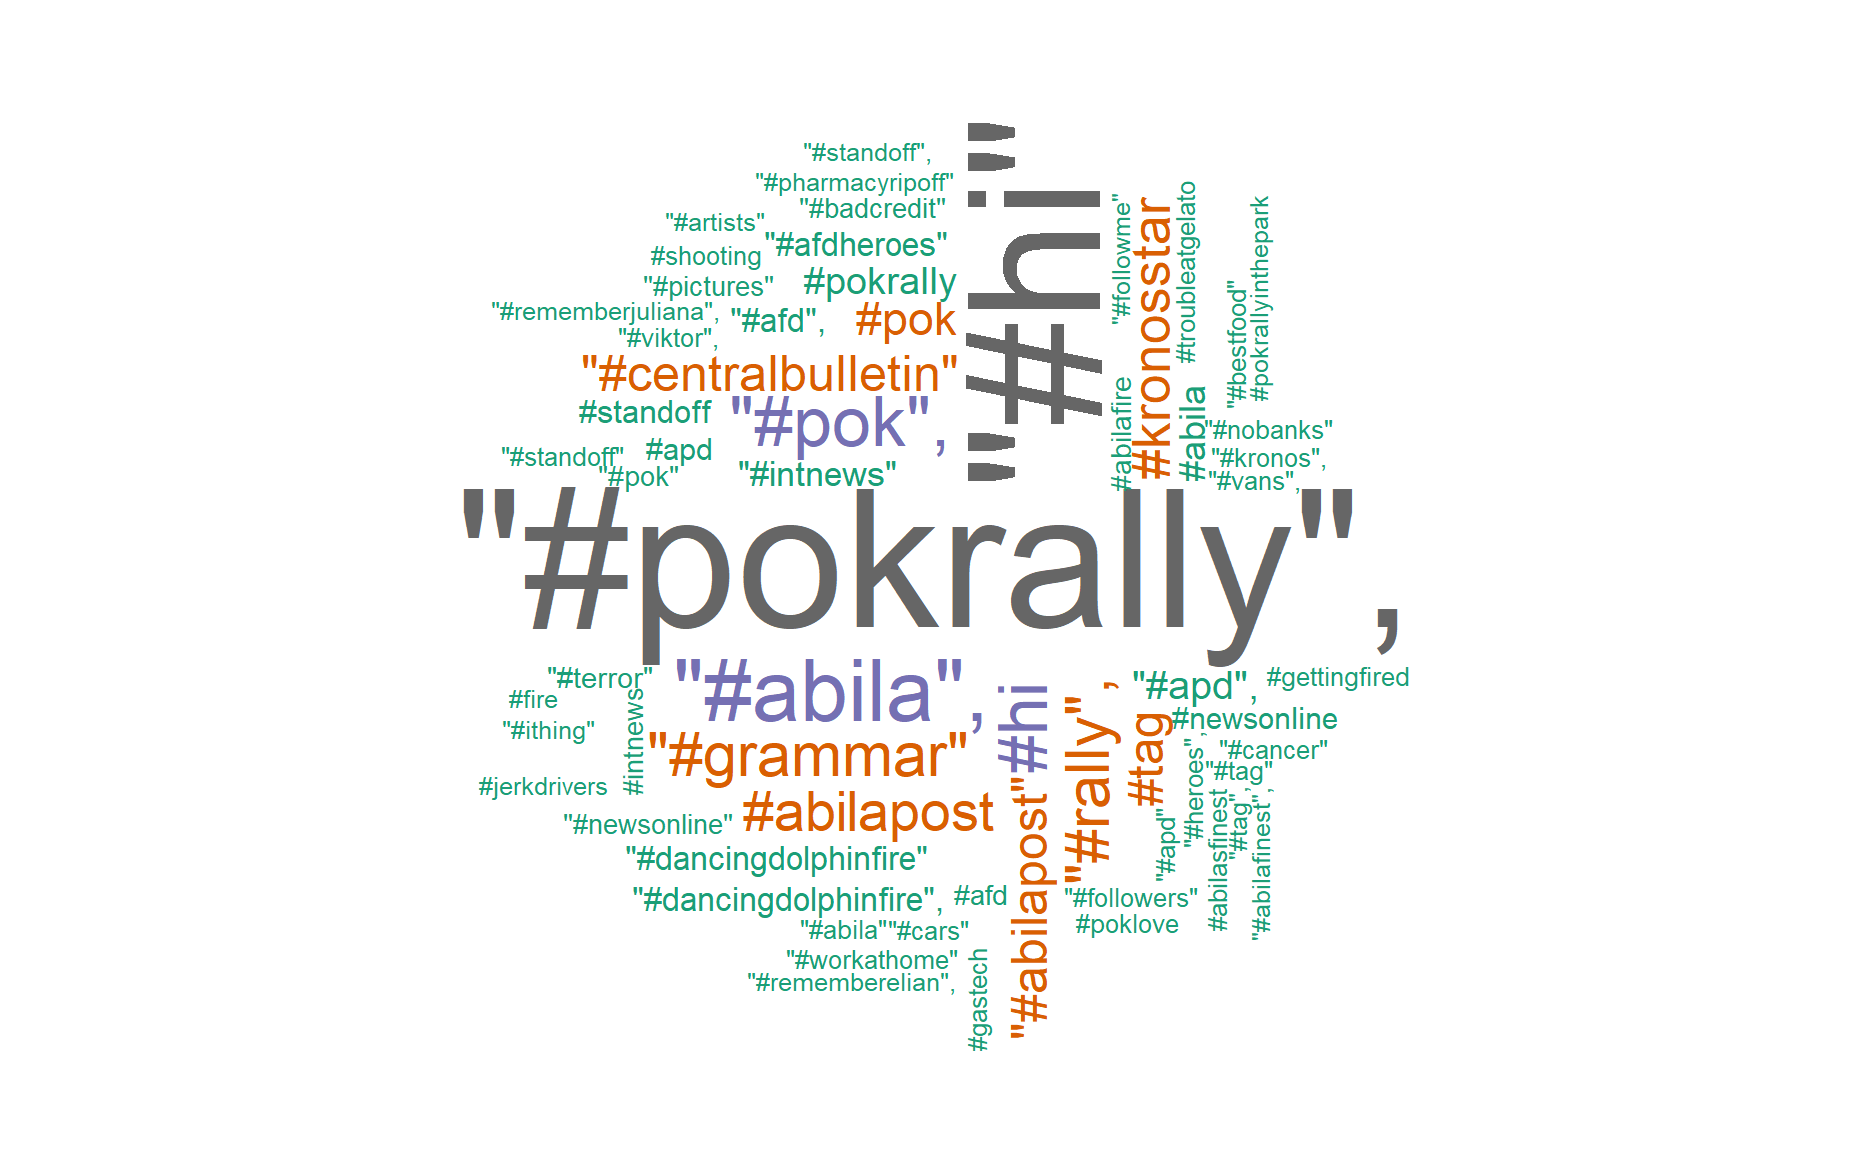 "#standoff",
"#pharmacyripoff"
"#badcredit"
"#artists"
"#afdheroes"
#shooting
#pokrally
"#pictures"
"#rememberjuliana",
"#afd",
#pok
"#viktor",
"#centralbulletin"
#standoff
"#pok",
#apd
"#standoff"
"#pok"
"#intnews"
"#hi"
"#followme"
#abilafire
#kronosstar
#troubleatgelato
#abila
"#bestfood"
#pokrallyinthepark
"#nobanks"
"#kronos",
"#vans",
"#pokrally",
"#terror"
#fire
"#ithing"
#intnews
#jerkdrivers
"#abila",
"#grammar"
#abilapost
"#newsonline"
"#dancingdolphinfire"
"#dancingdolphinfire",
#afd
"#abila"
"#cars"
"#workathome"
"#rememberelian",
#gastech
#hi
"#abilapost"
"#rally",
#tag
"#apd",
#gettingfired
#newsonline
"#cancer"
"#tag"
"#heroes",
"#apd"
#abilasfinest
"#tag",
"#abilafinest",
"#followers"
#poklove